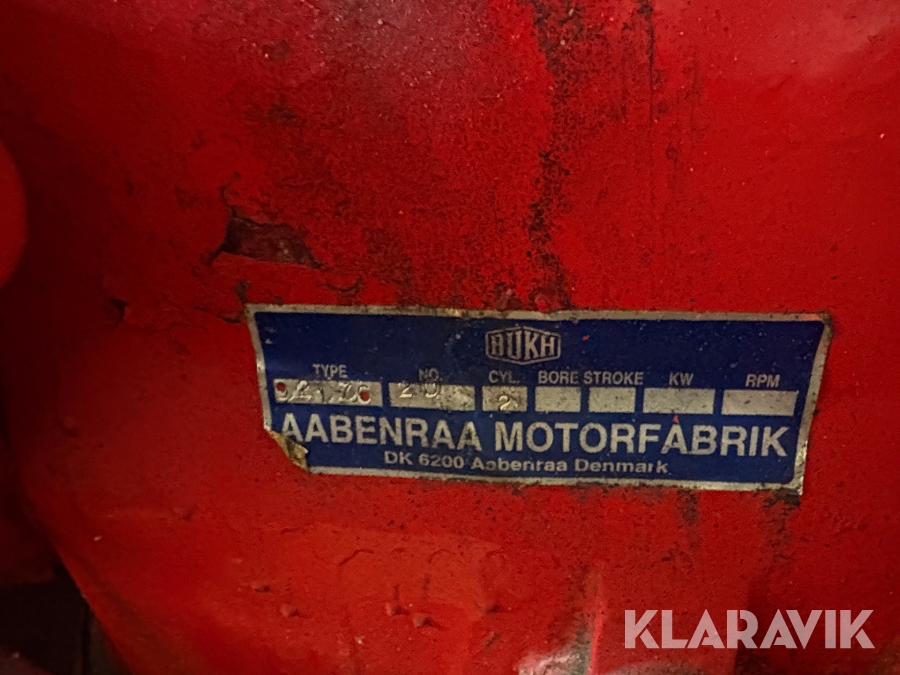 BUKH
TYPE NO. CYL. BORE STROKE KW RPM
2
AABENRAA MOTORFABRIK
DK 6200 Aabenraa Denmark
KLARAVIK